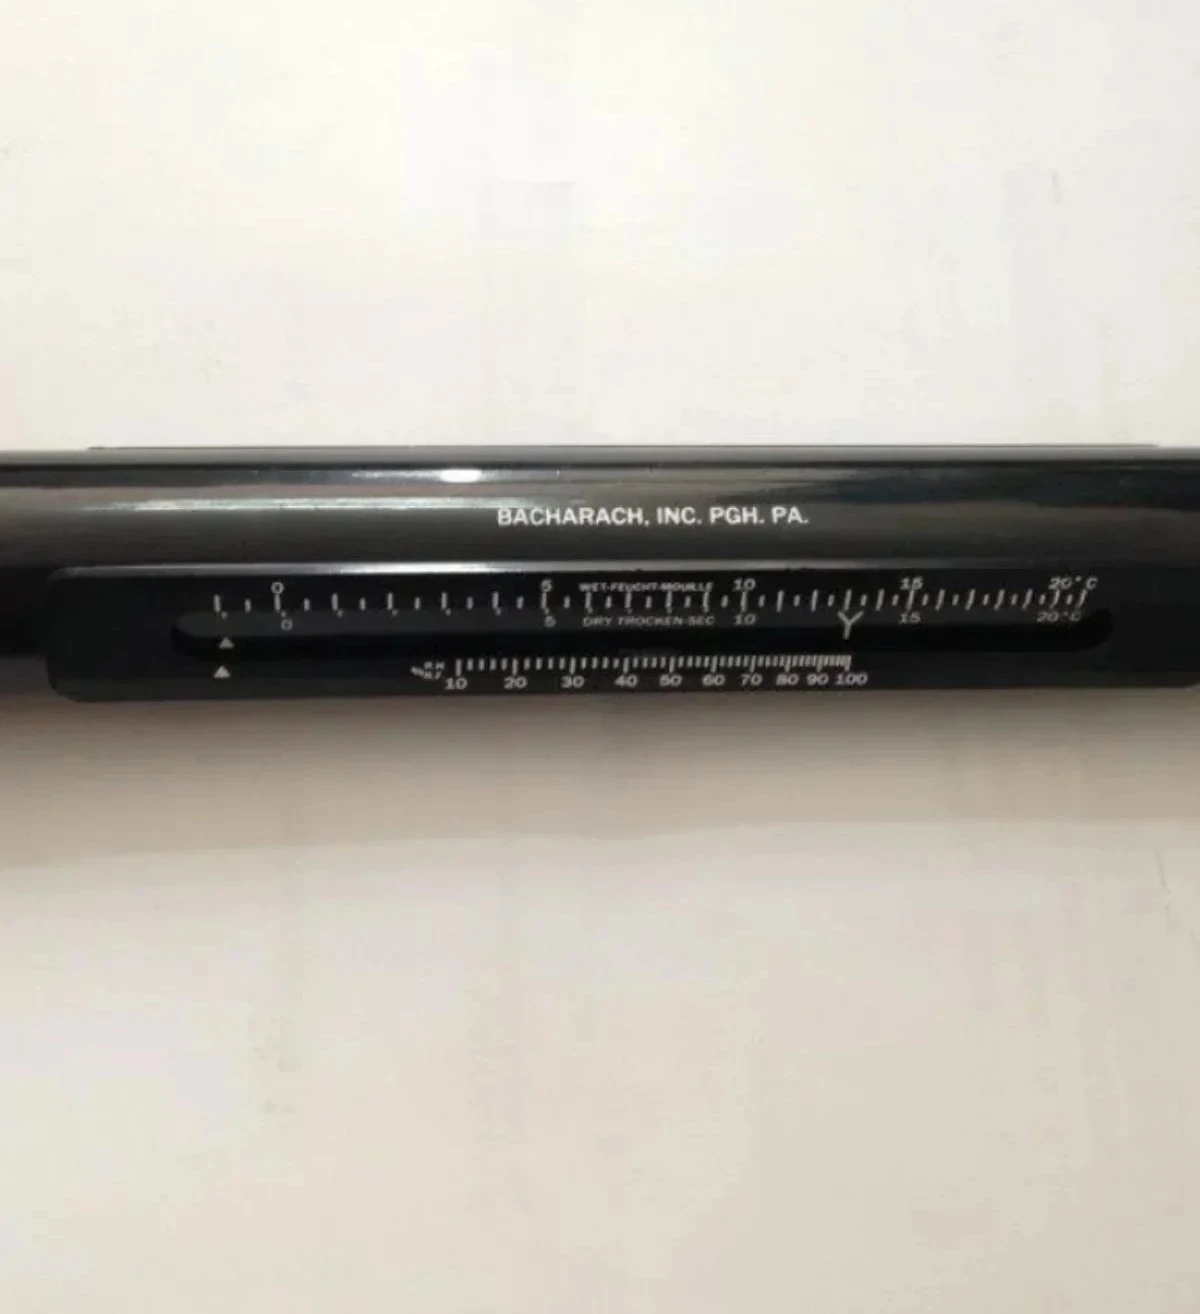 BACHARACH, INC. PGH. PA.
0 5 WET-FEUCHT-MOUILLE 10 15 20°C
0 5 DRY TROCKEN-SEC 10 15 20°C
10 20 30 40 50 60 70 80 90 100